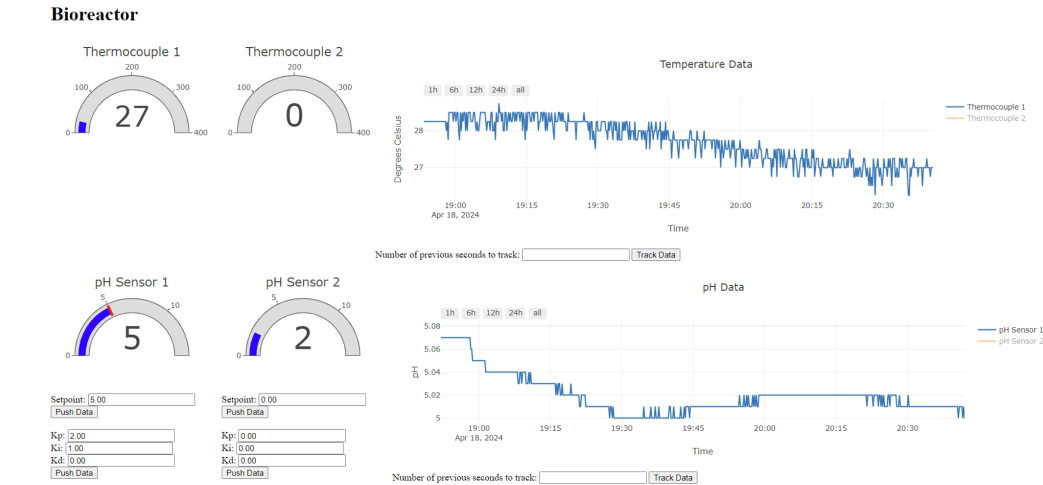 Bioreactor
Thermocouple 1
0
100
200
300
400
27
Thermocouple 2
0
100
200
300
400
0
Temperature Data
1h 6h 12h 24h all
Thermocouple 1
Thermocouple 2
Degrees Celsius
28
27
19:00 19:15 19:30 19:45 20:00 20:15 20:30
Apr 18, 2024
Time
Number of previous seconds to track: Track Data
pH Sensor 1
0
5
10
5
pH Sensor 2
0
5
10
2
pH Data
1h 6h 12h 24h all
pH Sensor 1
pH Sensor 2
pH
5.08
5.06
5.04
5.02
5
19:00 19:15 19:30 19:45 20:00 20:15 20:30
Apr 18, 2024
Time
Setpoint: 5.00
Push Data
Kp: 2.00
Ki: 1.00
Kd: 0.00
Push Data
Setpoint: 0.00
Push Data
Kp: 0.00
Ki: 0.00
Kd: 0.00
Push Data
Number of previous seconds to track: Track Data